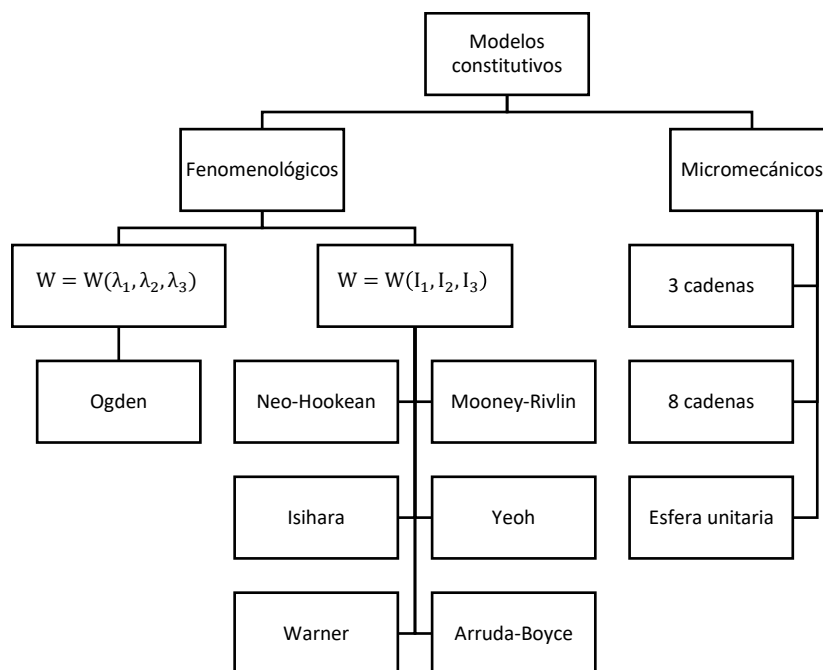 Modelos
constitutivos
Fenomenológicos
Micromecánicos
W = W(λ₁, λ₂, λ₃)
W = W(I₁, I₂, I₃)
3 cadenas
Ogden
Neo-Hookean
Mooney-Rivlin
8 cadenas
Isihara
Yeoh
Esfera unitaria
Warner
Arruda-Boyce